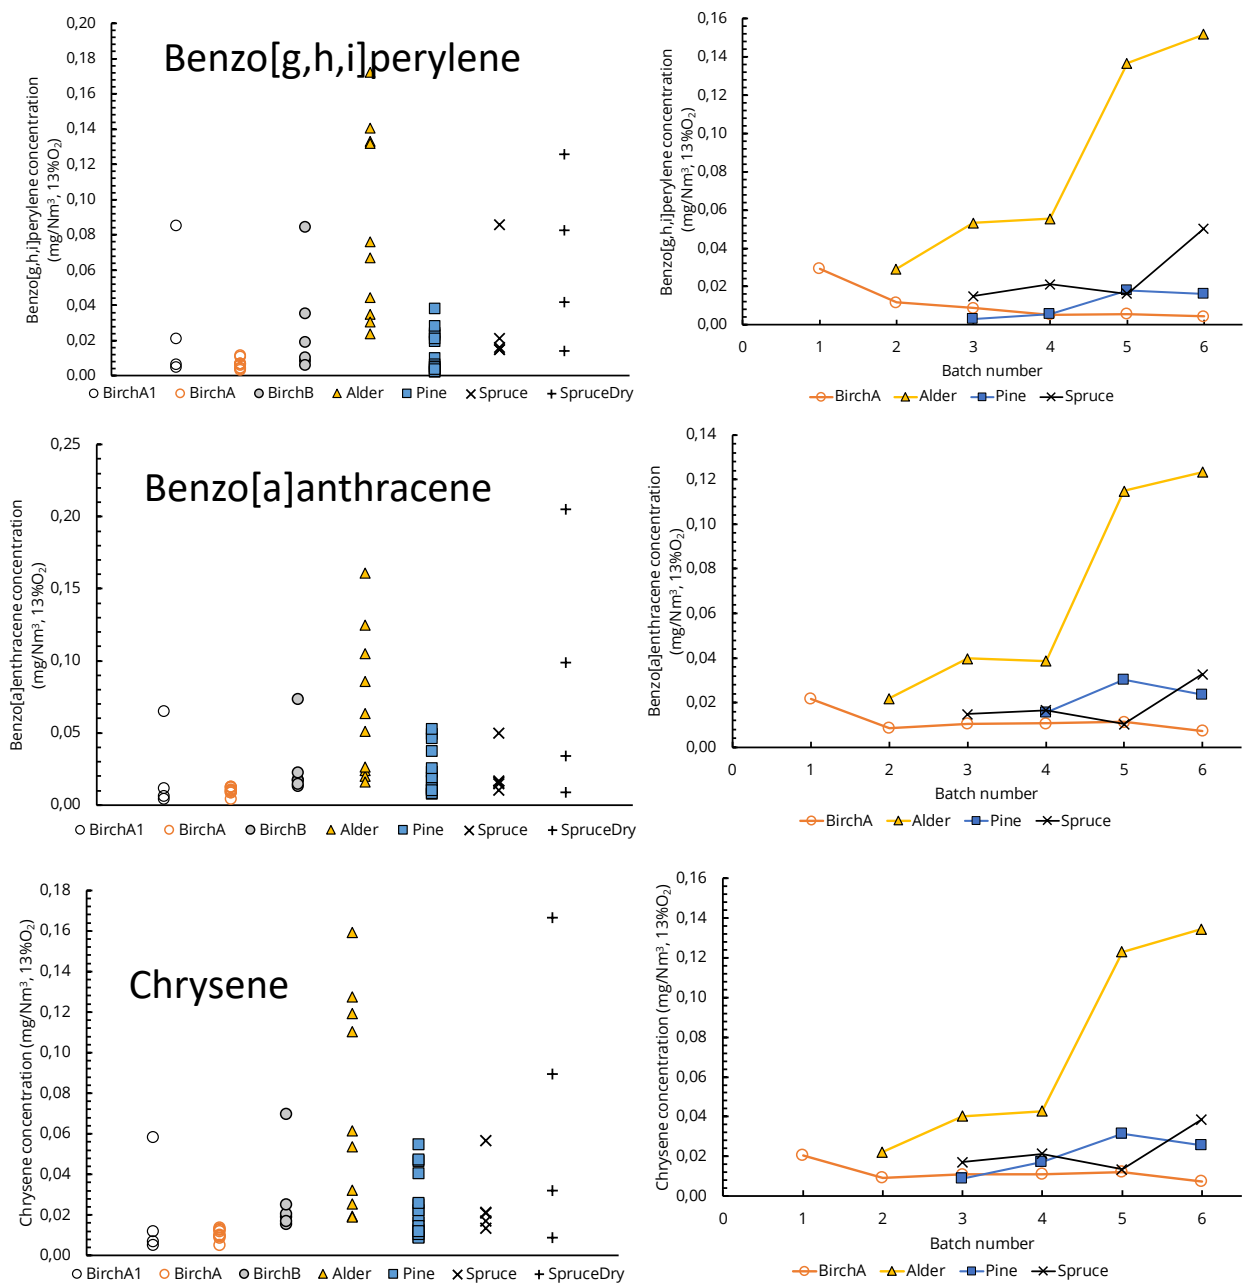 Benzo[g,h,i]perylene
Benzo[g,h,i]perylene concentration
(mg/Nm³, 13%O₂)
0,20
0,18
0,16
0,14
0,12
0,10
0,08
0,06
0,04
0,02
0,00
BirchA1 BirchA BirchB Alder Pine Spruce SpruceDry
Benzo[g,h,i]perylene concentration
(mg/Nm³, 13%O₂)
0,16
0,14
0,12
0,10
0,08
0,06
0,04
0,02
0,00
0 1 2 3 4 5 6
Batch number
BirchA Alder Pine Spruce
Benzo[a]anthracene
Benzo[a]enthracene concentration
(mg/Nm³, 13%O₂)
0,25
0,20
0,15
0,10
0,05
0,00
BirchA1 BirchA BirchB Alder Pine Spruce SpruceDry
Benzo[a]enthracene concentration
(mg/Nm³, 13%O₂)
0,14
0,12
0,10
0,08
0,06
0,04
0,02
0,00
0 1 2 3 4 5 6
Batch number
BirchA Alder Pine Spruce
Chrysene
Chrysene concentration (mg/Nm³, 13%O₂)
0,18
0,16
0,14
0,12
0,10
0,08
0,06
0,04
0,02
0,00
BirchA1 BirchA BirchB Alder Pine Spruce SpruceDry
Chrysene concentration (mg/Nm³, 13%O₂)
0,16
0,14
0,12
0,10
0,08
0,06
0,04
0,02
0,00
0 1 2 3 4 5 6
Batch number
BirchA Alder Pine Spruce